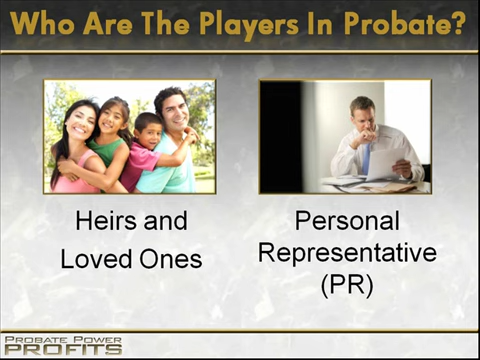 Who Are The Players In Probate?
Heirs and
Loved Ones
Personal
Representative
(PR)
PROBATE POWER
PROFITS